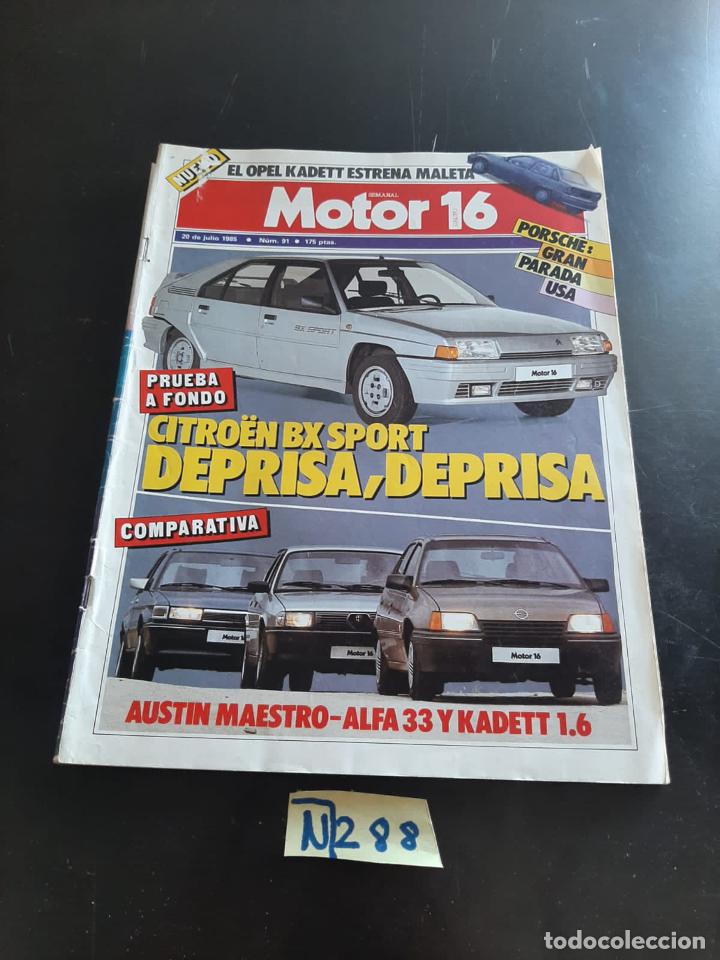 NUEVO
EL OPEL KADETT ESTRENA MALETA
SEMANAL
Motor 16
20 de julio 1985 • Núm. 91 • 175 ptas.
PORSCHE:
GRAN
PARADA
USA
BX SPORT
Motor 16
PRUEBA
A FONDO
CITROËN BX SPORT
DEPRISA, DEPRISA
COMPARATIVA
Motor 16
Motor 16
Motor 16
AUSTIN MAESTRO-ALFA 33 Y KADETT 1.6
N288
todocoleccion.net